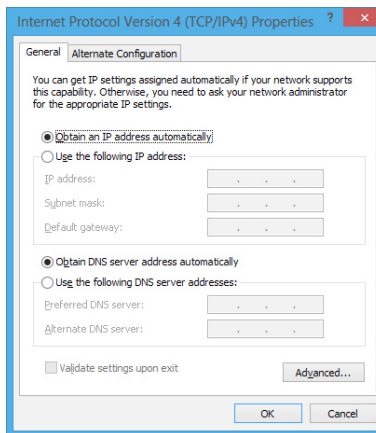 Internet Protocol Version 4 (TCP/IPv4) Properties ? ×
General Alternate Configuration
You can get IP settings assigned automatically if your network supports
this capability. Otherwise, you need to ask your network administrator
for the appropriate IP settings.
Obtain an IP address automatically
Use the following IP address:
IP address: . . .
Subnet mask: . . .
Default gateway: . . .
Obtain DNS server address automatically
Use the following DNS server addresses:
Preferred DNS server: . . .
Alternate DNS server: . . .
Validate settings upon exit
Advanced...
OK Cancel